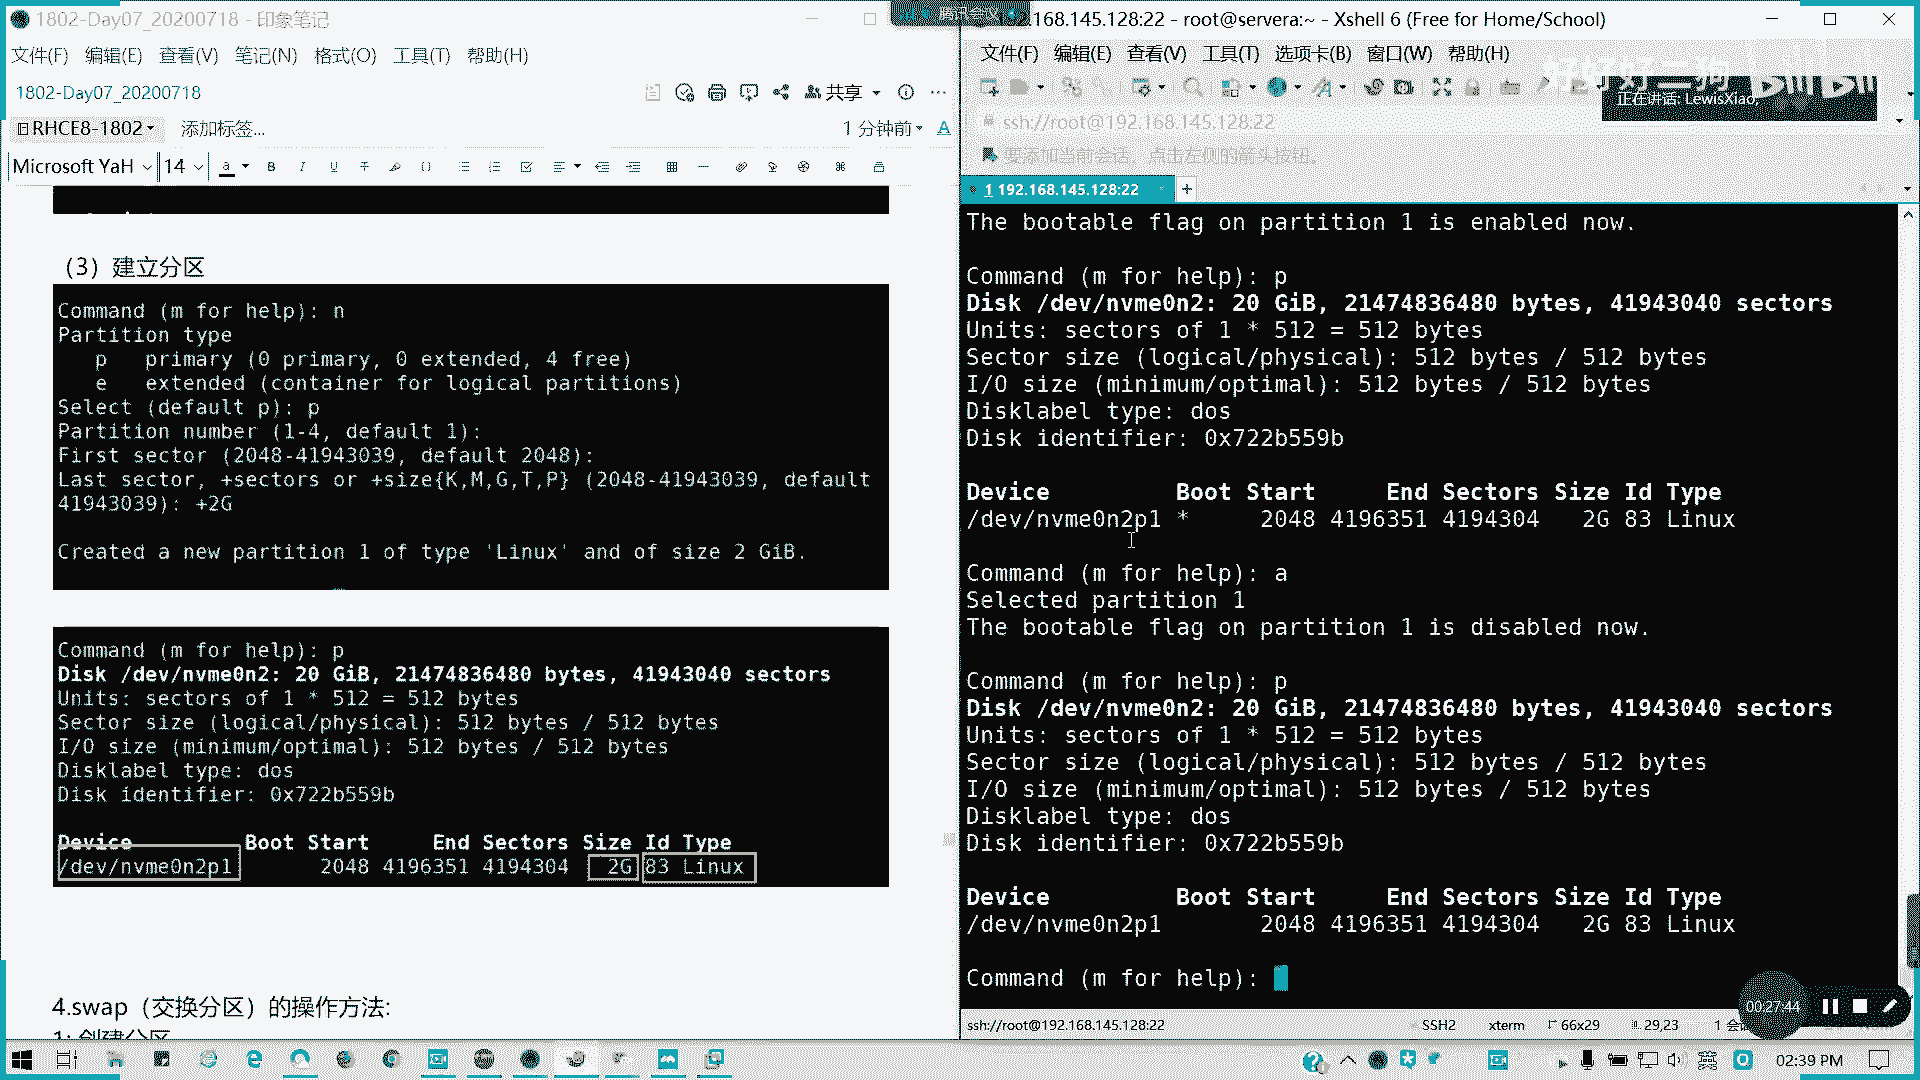 1802-Day07_20200718 - 印象笔记
文件(F) 编辑(E) 查看(V) 笔记(N) 格式(O) 工具(T) 帮助(H)
1802-Day07_20200718
共享
RHCE8-1802
添加标签...
1 分钟前
Microsoft YaH 14
(3）建立分区
Command (m for help): n
Partition type
p primary (0 primary, 0 extended, 4 free)
e extended (container for logical partitions)
Select (default p): p
Partition number (1-4, default 1):
First sector (2048-41943039, default 2048):
Last sector, +sectors or +size{K,M,G,T,P} (2048-41943039, default
41943039): +2G
Created a new partition 1 of type 'Linux' and of size 2 GiB.
Command (m for help): p
Disk /dev/nvme0n2: 20 GiB, 21474836480 bytes, 41943040 sectors
Units: sectors of 1 * 512 = 512 bytes
Sector size (logical/physical): 512 bytes / 512 bytes
I/O size (minimum/optimal): 512 bytes / 512 bytes
Disklabel type: dos
Disk identifier: 0x722b559b
Device Boot Start End Sectors Size Id Type
/dev/nvme0n2p1 2048 4196351 4194304 2G 83 Linux
4.swap（交换分区）的操作方法:
1: 创建分区
腾讯会议
192.168.145.128:22 - root@servera:~ - Xshell 6 (Free for Home/School)
文件(F) 编辑(E) 查看(V) 工具(T) 选项卡(B) 窗口(W) 帮助(H)
正在讲话: LewisXiao;
ssh://root@192.168.145.128:22
要添加当前会话，点击左侧的箭头按钮。
1 192.168.145.128:22
The bootable flag on partition 1 is enabled now.
Command (m for help): p
Disk /dev/nvme0n2: 20 GiB, 21474836480 bytes, 41943040 sectors
Units: sectors of 1 * 512 = 512 bytes
Sector size (logical/physical): 512 bytes / 512 bytes
I/O size (minimum/optimal): 512 bytes / 512 bytes
Disklabel type: dos
Disk identifier: 0x722b559b
Device Boot Start End Sectors Size Id Type
/dev/nvme0n2p1 * 2048 4196351 4194304 2G 83 Linux
Command (m for help): a
Selected partition 1
The bootable flag on partition 1 is disabled now.
Command (m for help): p
Disk /dev/nvme0n2: 20 GiB, 21474836480 bytes, 41943040 sectors
Units: sectors of 1 * 512 = 512 bytes
Sector size (logical/physical): 512 bytes / 512 bytes
I/O size (minimum/optimal): 512 bytes / 512 bytes
Disklabel type: dos
Disk identifier: 0x722b559b
Device Boot Start End Sectors Size Id Type
/dev/nvme0n2p1 2048 4196351 4194304 2G 83 Linux
Command (m for help):
00:27:44
ssh://root@192.168.145.128:22 SSH2 xterm 66x29 29,23
英 02:39 PM